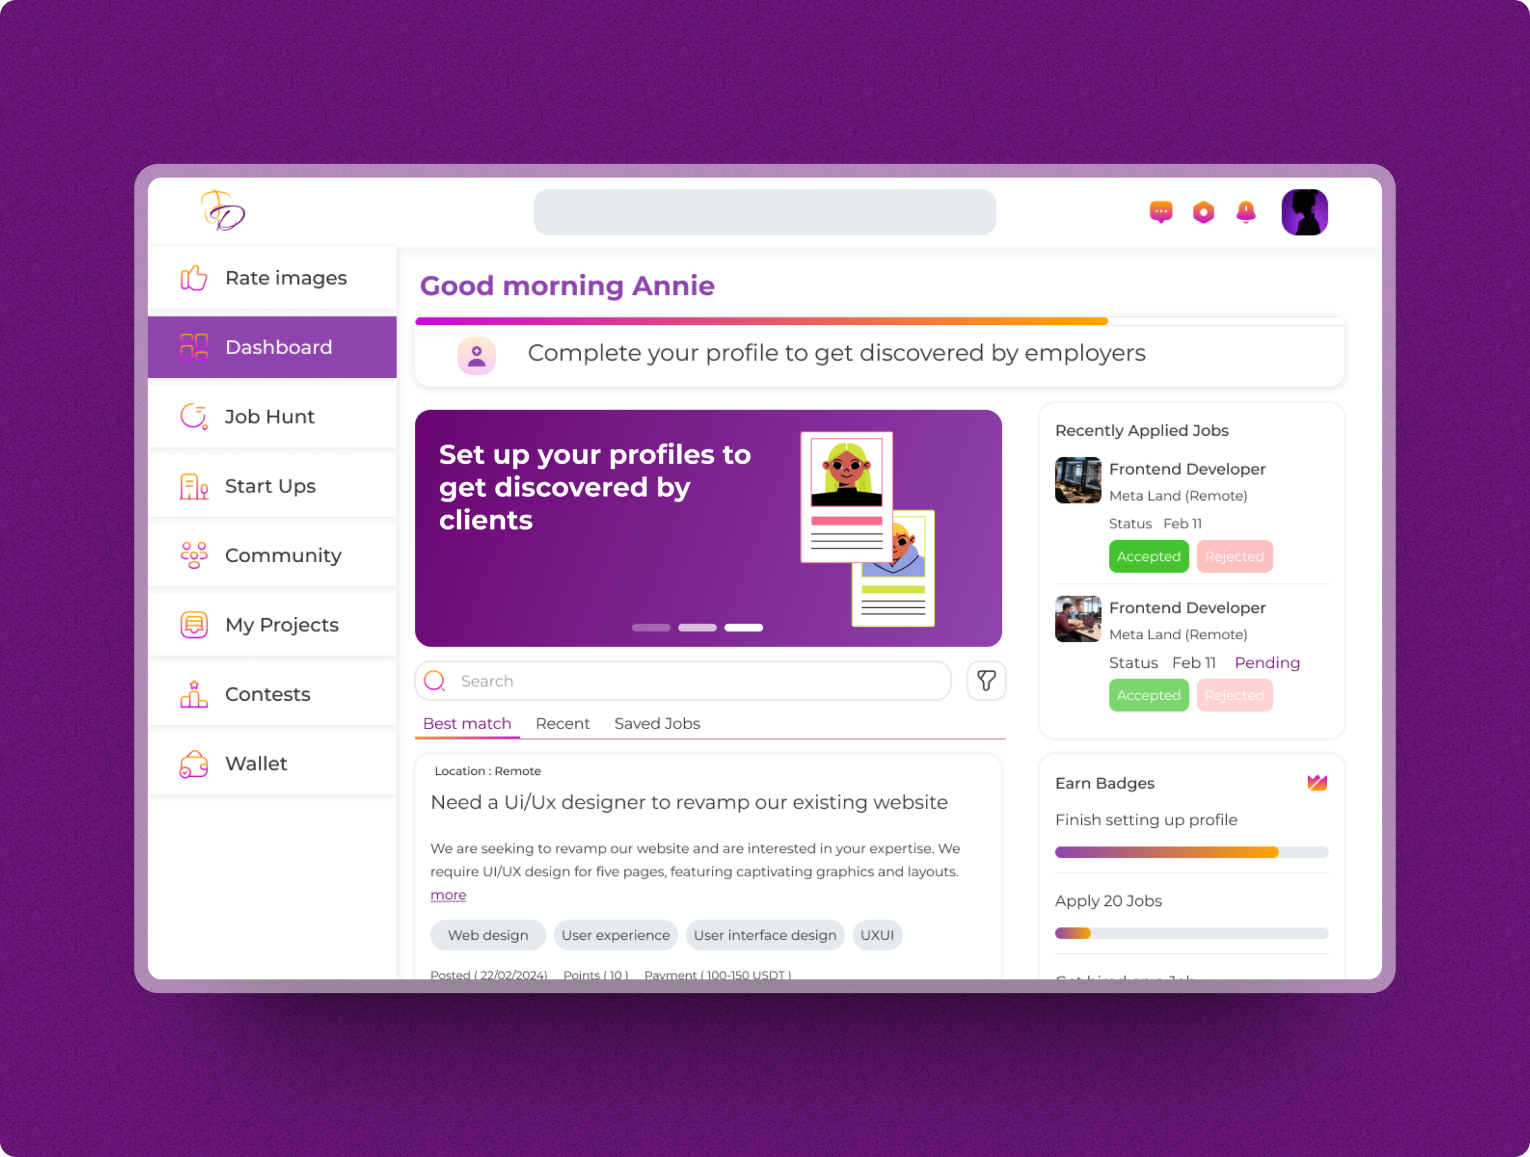 Rate images
Dashboard
Job Hunt
Start Ups
Community
My Projects
Contests
Wallet
Good morning Annie
Complete your profile to get discovered by employers
Set up your profiles to
get discovered by
clients
Search
Best match Recent Saved Jobs
Location : Remote
Need a Ui/Ux designer to revamp our existing website
We are seeking to revamp our website and are interested in your expertise. We
require UI/UX design for five pages, featuring captivating graphics and layouts.
more
Web design User experience User interface design UXUI
Posted ( 22/02/2024) Points ( 10 ) Payment ( 100-150 USDT )
Recently Applied Jobs
Frontend Developer
Meta Land (Remote)
Status Feb 11
Accepted Rejected
Frontend Developer
Meta Land (Remote)
Status Feb 11 Pending
Accepted Rejected
Earn Badges
Finish setting up profile
Apply 20 Jobs